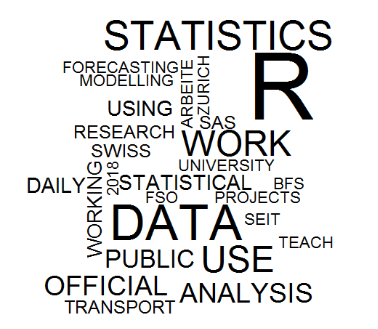 STATISTICS
FORECASTING
MODELLING
ARBEITE
ZURICH
R
USING
SAS
RESEARCH
WORK
SWISS
UNIVERSITY
WORKING
2018
DAILY
STATISTICAL
BFS
FSO
PROJECTS
DATA
SEIT
TEACH
PUBLIC
USE
OFFICIAL
ANALYSIS
TRANSPORT